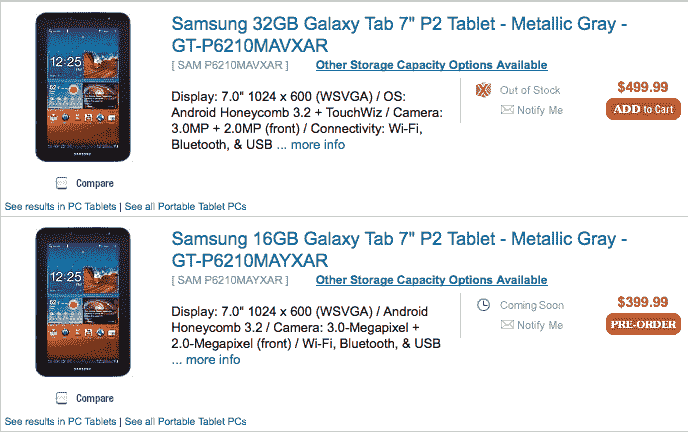 Samsung 32GB Galaxy Tab 7" P2 Tablet - Metallic Gray -
GT-P6210MAVXAR
[ SAM P6210MAVXAR ] Other Storage Capacity Options Available
Display: 7.0" 1024 x 600 (WSVGA) / OS:
Android Honeycomb 3.2 + TouchWiz / Camera:
3.0MP + 2.0MP (front) / Connectivity: Wi-Fi,
Bluetooth, & USB ... more info
Out of Stock
Notify Me
$499.99
ADD to Cart
12:25
SAMSUNG
Compare
See results in PC Tablets | See all Portable Tablet PCs
Samsung 16GB Galaxy Tab 7" P2 Tablet - Metallic Gray -
GT-P6210MAYXAR
[ SAM P6210MAYXAR ] Other Storage Capacity Options Available
Display: 7.0" 1024 x 600 (WSVGA) / Android
Honeycomb 3.2 / Camera: 3.0-Megapixel +
2.0-Megapixel (front) / Wi-Fi, Bluetooth, & USB
... more info
Coming Soon
Notify Me
$399.99
PRE-ORDER
12:25
SAMSUNG
Compare
See results in PC Tablets | See all Portable Tablet PCs